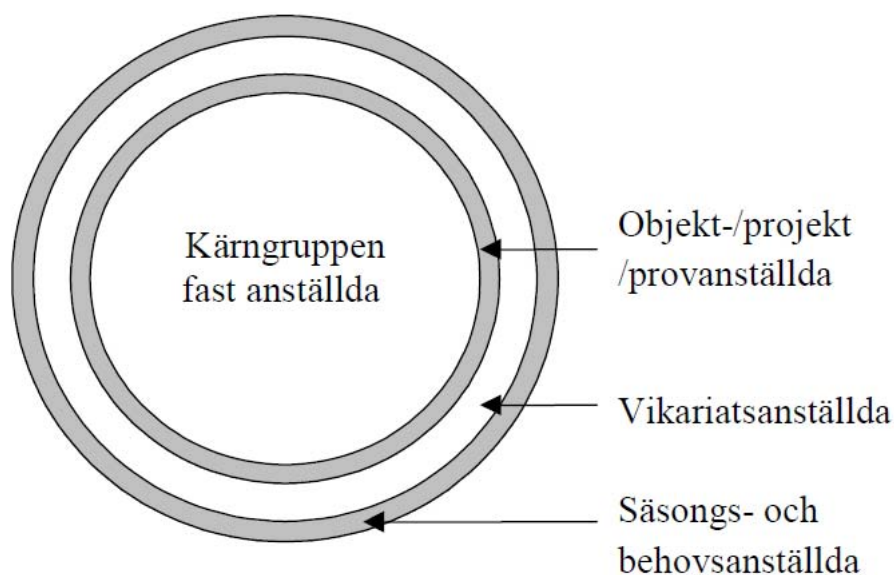 Kärngruppen
fast anställda
Objekt-/projekt
/provanställda
Vikariatsanställda
Säsongs- och
behovsanställda